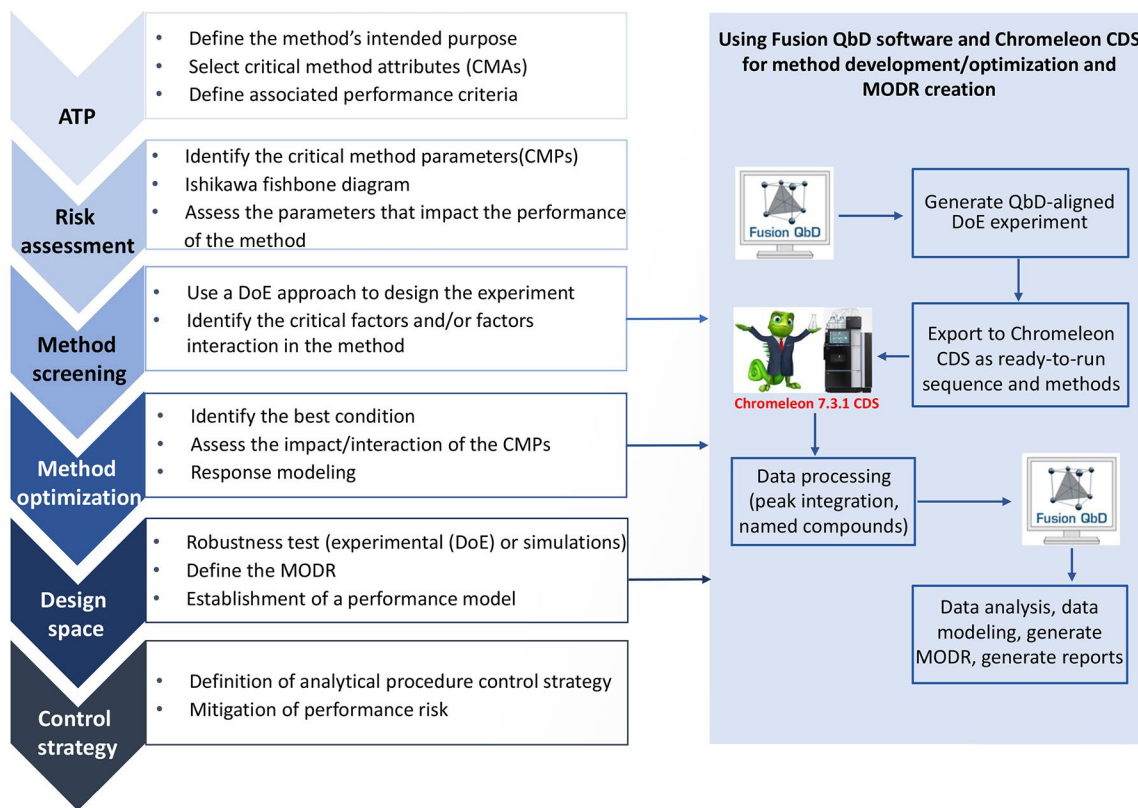 Define the method's intended purpose
Select critical method attributes (CMAs)
Define associated performance criteria
ATP
Identify the critical method parameters(CMPs)
Ishikawa fishbone diagram
Assess the parameters that impact the performance
of the method
Risk
assessment
Use a DoE approach to design the experiment
Identify the critical factors and/or factors
interaction in the method
Method
screening
Identify the best condition
Assess the impact/interaction of the CMPs
Response modeling
Method
optimization
Robustness test (experimental (DoE) or simulations)
Define the MODR
Establishment of a performance model
Design
space
Definition of analytical procedure control strategy
Mitigation of performance risk
Control
strategy
Using Fusion QbD software and Chromeleon CDS
for method development/optimization and
MODR creation
Fusion QbD
Generate QbD-aligned
DoE experiment
Export to Chromeleon
CDS as ready-to-run
sequence and methods
Chromeleon 7.3.1 CDS
Data processing
(peak integration,
named compounds)
Fusion QbD
Data analysis, data
modeling, generate
MODR, generate reports